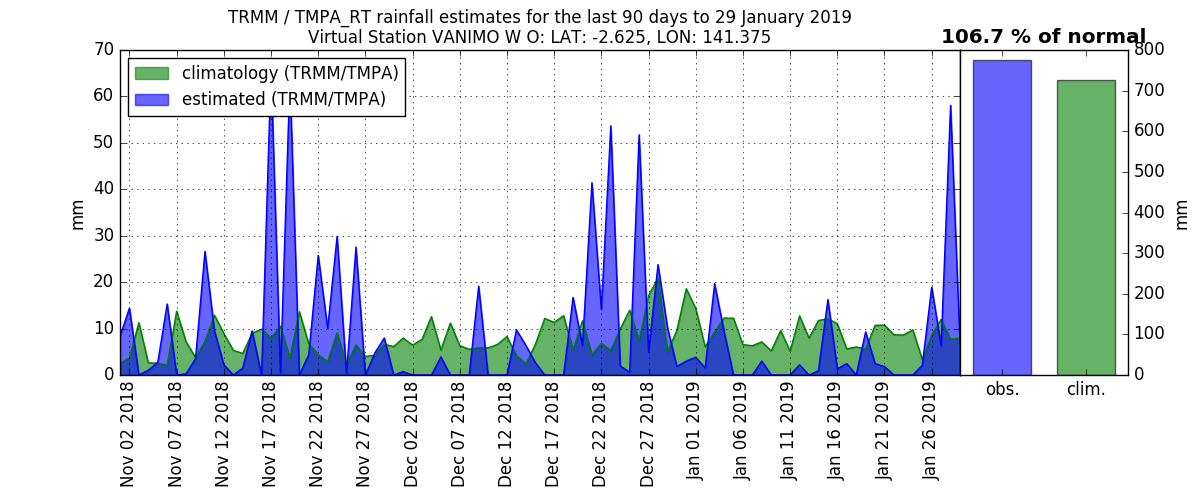 TRMM / TMPA_RT rainfall estimates for the last 90 days to 29 January 2019
Virtual Station VANIMO W O: LAT: -2.625, LON: 141.375
106.7 % of normal
climatology (TRMM/TMPA)
estimated (TRMM/TMPA)
mm
70
60
50
40
30
20
10
0
Nov 02 2018
Nov 07 2018
Nov 12 2018
Nov 17 2018
Nov 22 2018
Nov 27 2018
Dec 02 2018
Dec 07 2018
Dec 12 2018
Dec 17 2018
Dec 22 2018
Dec 27 2018
Jan 01 2019
Jan 06 2019
Jan 11 2019
Jan 16 2019
Jan 21 2019
Jan 26 2019
obs.
clim.
800
700
600
500
400
300
200
100
0
mm